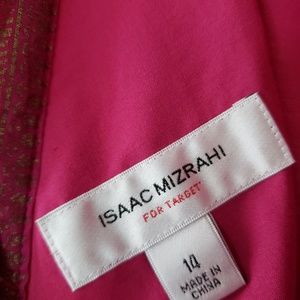 ISAAC MIZRAHI
FOR TARGET
14
MADE IN
CHINA